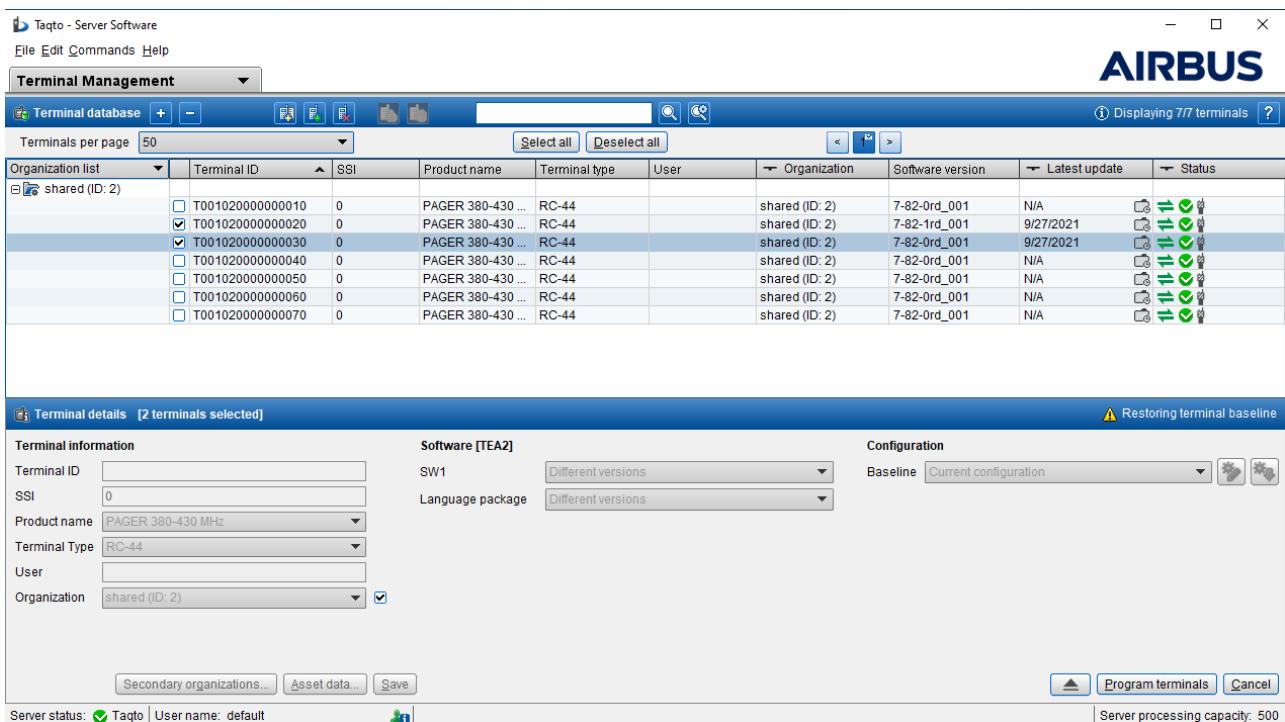 Taqto - Server Software
File Edit Commands Help
AIRBUS
Terminal Management
Terminal database + − Displaying 7/7 terminals ?
Terminals per page 50 Select all Deselect all < 1 >
Organization list Terminal ID SSI Product name Terminal type User Organization Software version Latest update Status
shared (ID: 2)
T001020000000010 0 PAGER 380-430 ... RC-44 shared (ID: 2) 7-82-0rd_001 N/A
T001020000000020 0 PAGER 380-430 ... RC-44 shared (ID: 2) 7-82-1rd_001 9/27/2021
T001020000000030 0 PAGER 380-430 ... RC-44 shared (ID: 2) 7-82-0rd_001 9/27/2021
T001020000000040 0 PAGER 380-430 ... RC-44 shared (ID: 2) 7-82-0rd_001 N/A
T001020000000050 0 PAGER 380-430 ... RC-44 shared (ID: 2) 7-82-0rd_001 N/A
T001020000000060 0 PAGER 380-430 ... RC-44 shared (ID: 2) 7-82-0rd_001 N/A
T001020000000070 0 PAGER 380-430 ... RC-44 shared (ID: 2) 7-82-0rd_001 N/A
Terminal details [2 terminals selected] Restoring terminal baseline
Terminal information Software [TEA2] Configuration
Terminal ID SW1 Different versions Baseline Current configuration
SSI 0 Language package Different versions
Product name PAGER 380-430 MHz
Terminal Type RC-44
User
Organization shared (ID: 2)
Secondary organizations... Asset data... Save Program terminals Cancel
Server status: Taqto User name: default Server processing capacity: 500